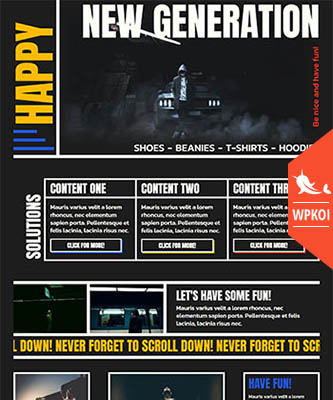 NEW GENERATION
HAPPY
Be nice and have fun!
SHOES - BEANIES - T-SHIRTS - HOODIE
WPKOI
SOLUTIONS
CONTENT ONE
Mauris varius velit a lorem
rhoncus, nec elementum
sapien porta. Pellentesque et
felis lacinia, lacinia risus nec.
CLICK FOR MORE!
CONTENT TWO
Mauris varius velit a lorem
rhoncus, nec elementum
sapien porta. Pellentesque et
felis lacinia, lacinia risus nec.
CLICK FOR MORE!
CONTENT THR
Mauris varius velit a lorem
rhoncus, nec elementum
sapien porta. Pellentesque et
felis lacinia, lacinia risus nec.
CLICK FOR MORE!
LET'S HAVE SOME FUN!
Mauris varius velit a lorem rhoncus, nec
elementum sapien porta. Pellentesque et felis
lacinia, lacinia risus nec.
L DOWN! NEVER FORGET TO SCROLL DOWN! NEVER FORGET TO SCR
HAVE FUN!
Mauris varius velit a lorem